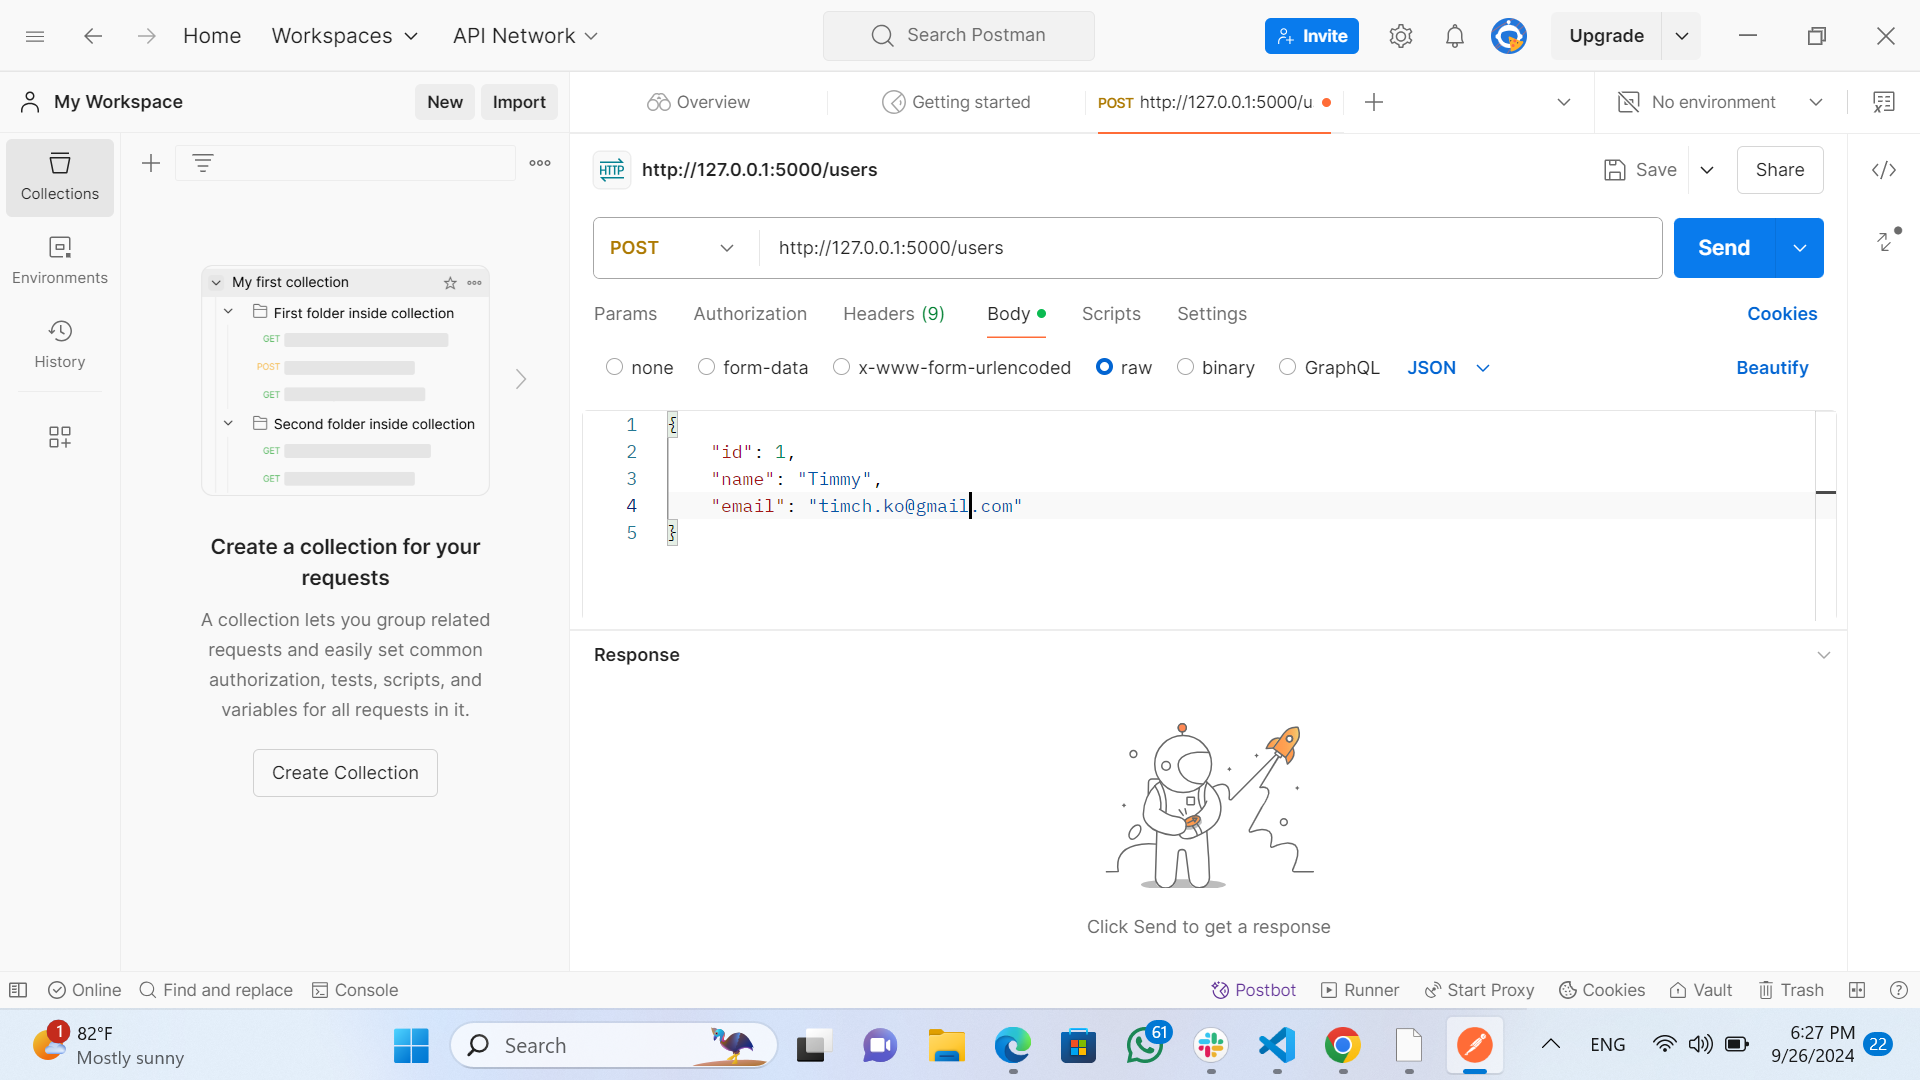 Home
Workspaces
API Network
Search Postman
Invite
Upgrade
My Workspace
New
Import
Overview
Getting started
POST http://127.0.0.1:5000/u
No environment
Collections
Environments
History
My first collection
First folder inside collection
GET
POST
GET
Second folder inside collection
GET
GET
Create a collection for your
requests
A collection lets you group related
requests and easily set common
authorization, tests, scripts, and
variables for all requests in it.
Create Collection
HTTP
http://127.0.0.1:5000/users
Save
Share
POST
http://127.0.0.1:5000/users
Send
Params
Authorization
Headers (9)
Body
Scripts
Settings
Cookies
none
form-data
x-www-form-urlencoded
raw
binary
GraphQL
JSON
Beautify
1 {
2 "id": 1,
3 "name": "Timmy",
4 "email": "timch.ko@gmail.com"
5 }
Response
Click Send to get a response
Online
Find and replace
Console
Postbot
Runner
Start Proxy
Cookies
Vault
Trash
1
82°F
Mostly sunny
Search
61
ENG
6:27 PM
9/26/2024
22